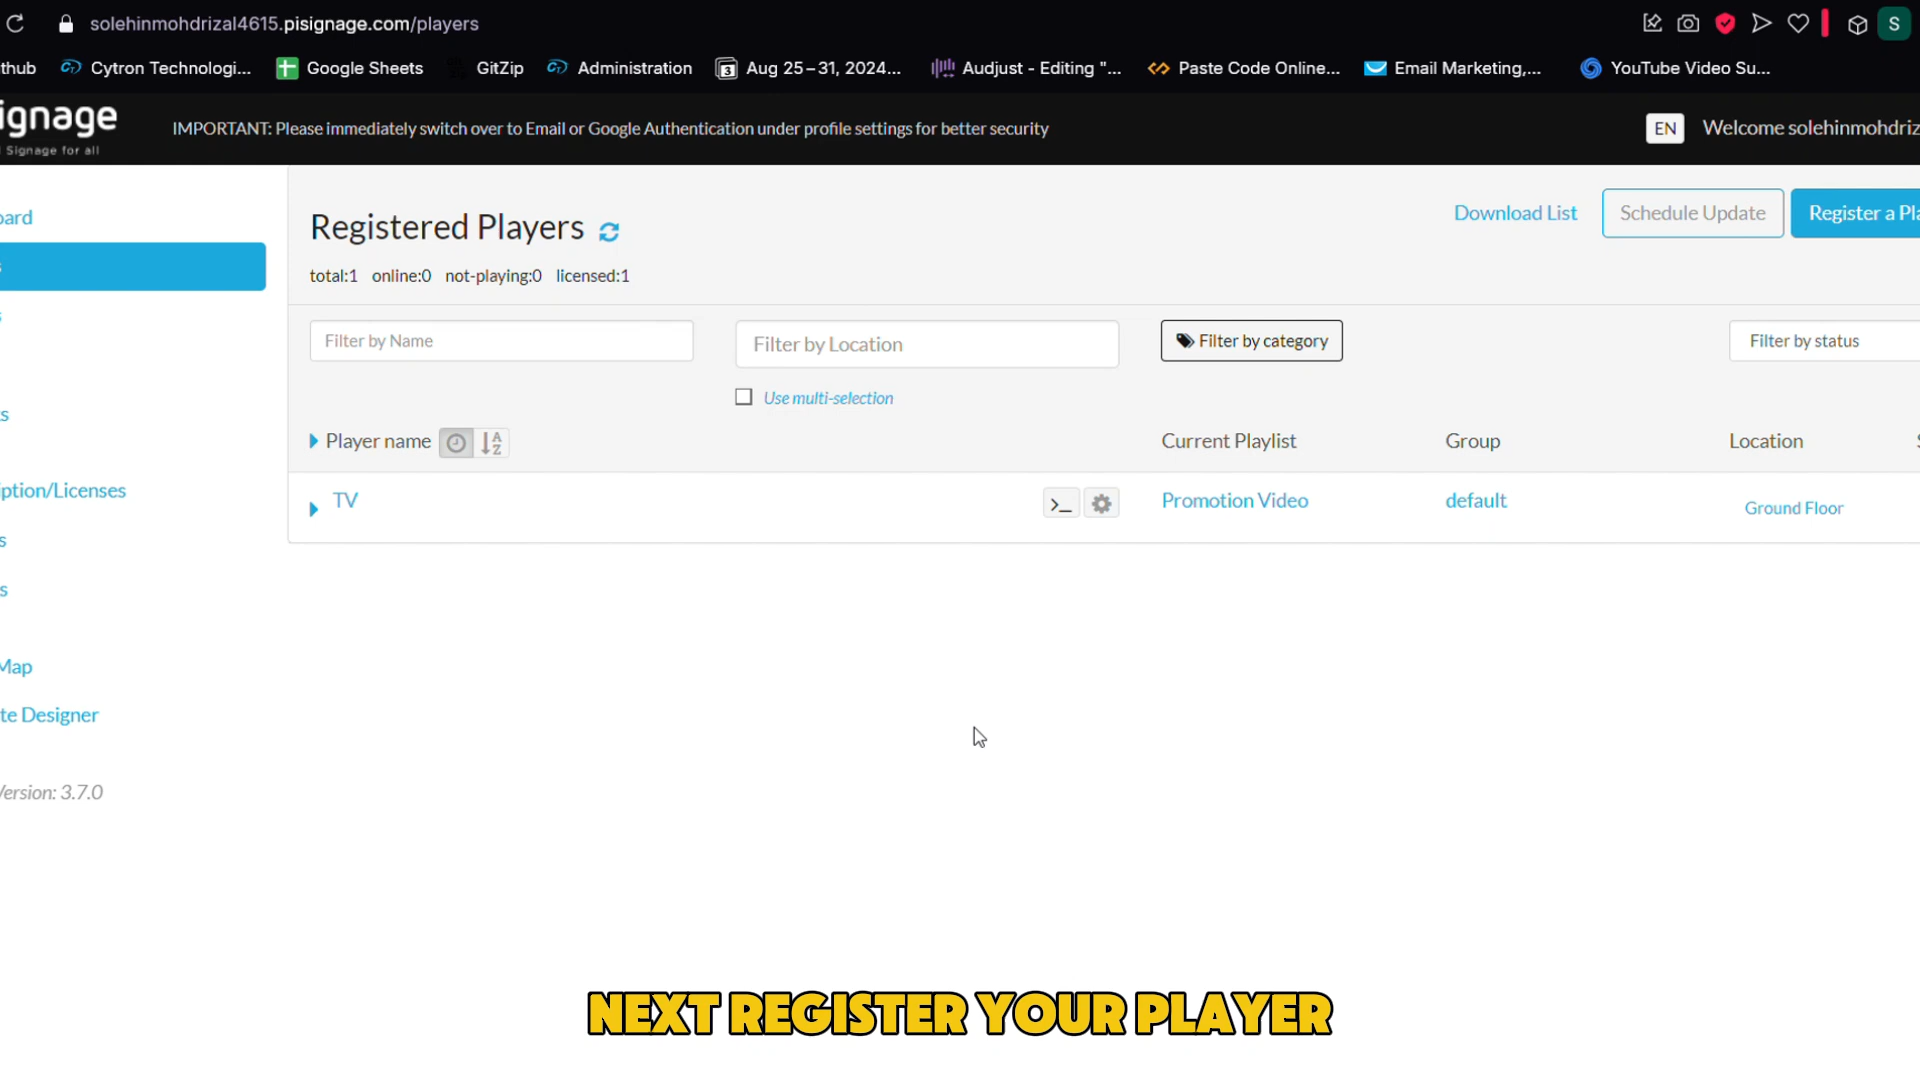 solehinmohdrizal4615.pisignage.com/players
S
thub Cytron Technologi... Google Sheets GitZip Administration 3 Aug 25–31, 2024... Audjust - Editing "... Paste Code Online... Email Marketing,... YouTube Video Su...
ignage
Signage for all
IMPORTANT: Please immediately switch over to Email or Google Authentication under profile settings for better security
EN
Welcome solehinmohdriz
oard
s
s
s
iption/Licenses
s
s
Map
te Designer
Version: 3.7.0
Registered Players
Download List
Schedule Update
Register a Pla
total:1 online:0 not-playing:0 licensed:1
Filter by Name
Filter by Location
Filter by category
Filter by status
Use multi-selection
Player name
Current Playlist
Group
Location
TV
Promotion Video
default
Ground Floor
NEXT REGISTER YOUR PLAYER